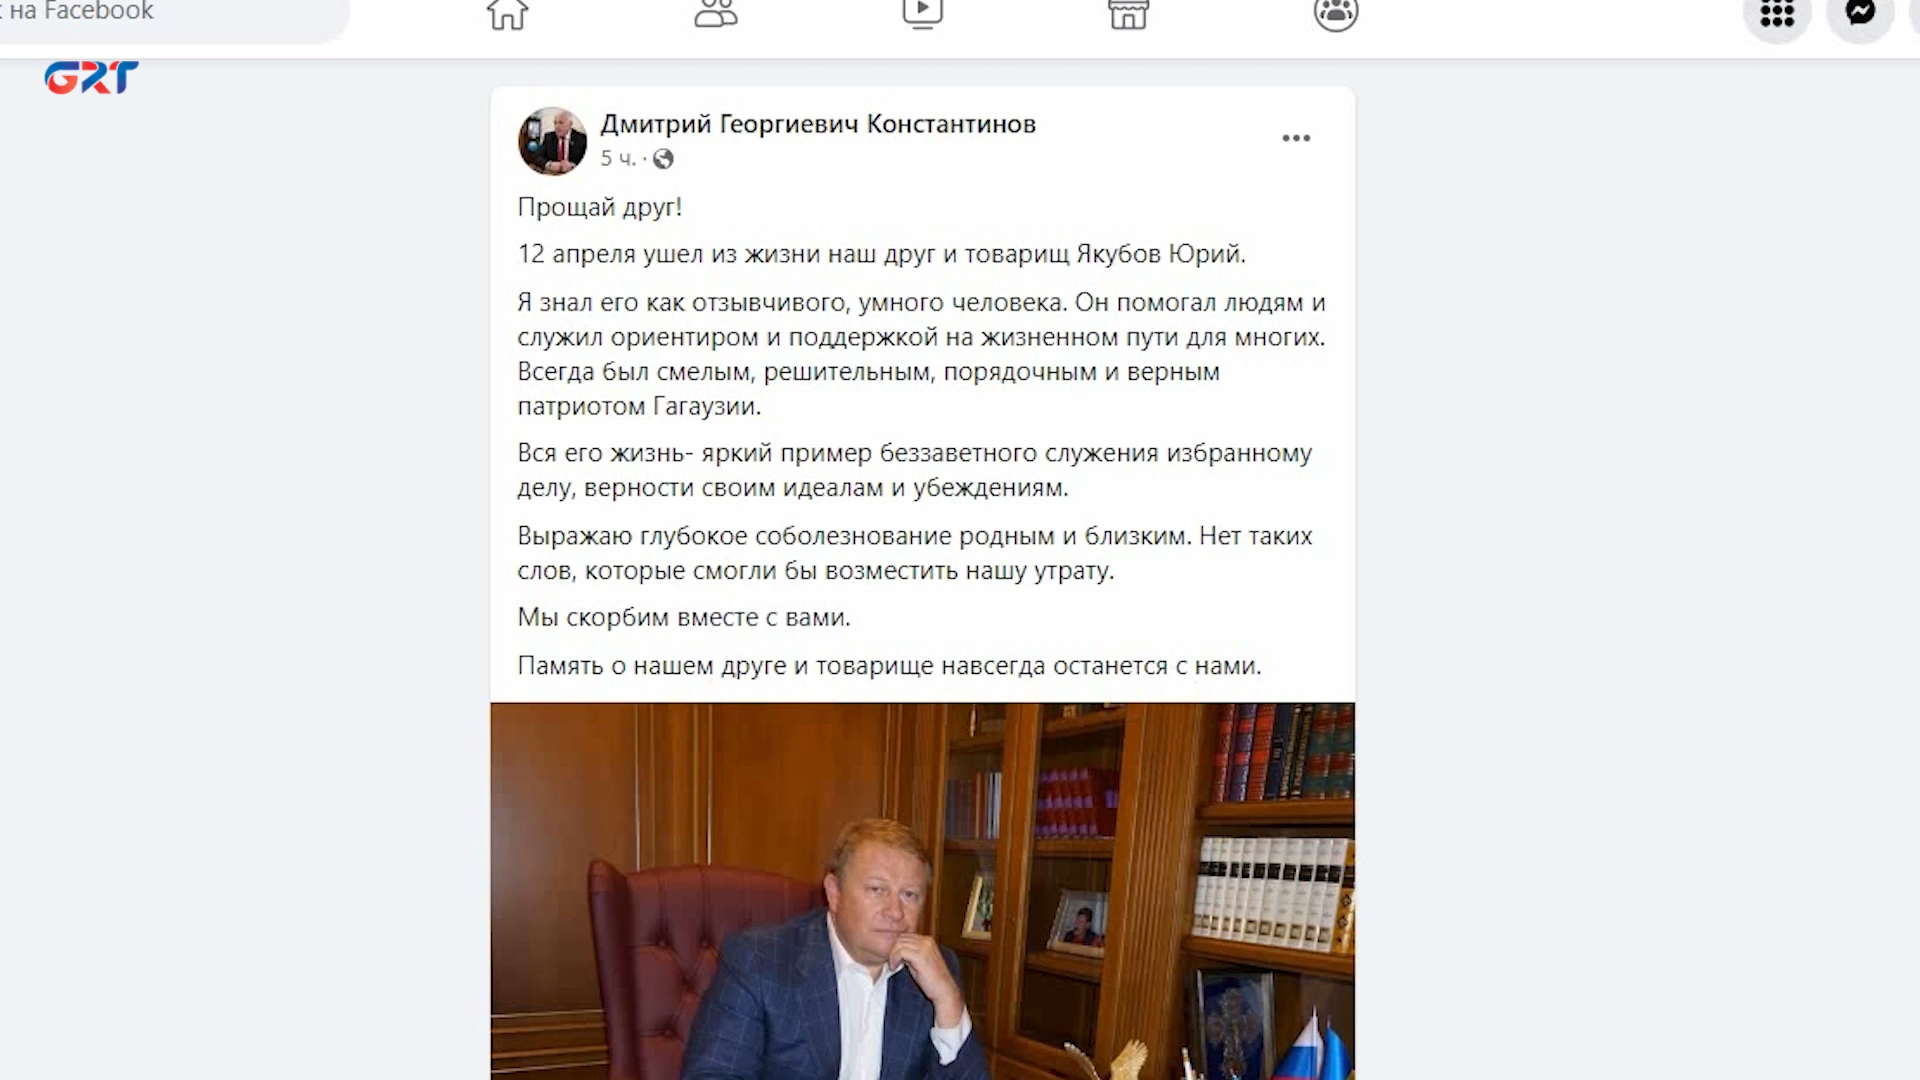 на Facebook
GRT
Дмитрий Георгиевич Константинов
5 ч. ·
Прощай друг!
12 апреля ушел из жизни наш друг и товарищ Якубов Юрий.
Я знал его как отзывчивого, умного человека. Он помогал людям и
служил ориентиром и поддержкой на жизненном пути для многих.
Всегда был смелым, решительным, порядочным и верным
патриотом Гагаузии.
Вся его жизнь- яркий пример беззаветного служения избранному
делу, верности своим идеалам и убеждениям.
Выражаю глубокое соболезнование родным и близким. Нет таких
слов, которые смогли бы возместить нашу утрату.
Мы скорбим вместе с вами.
Память о нашем друге и товарище навсегда останется с нами.